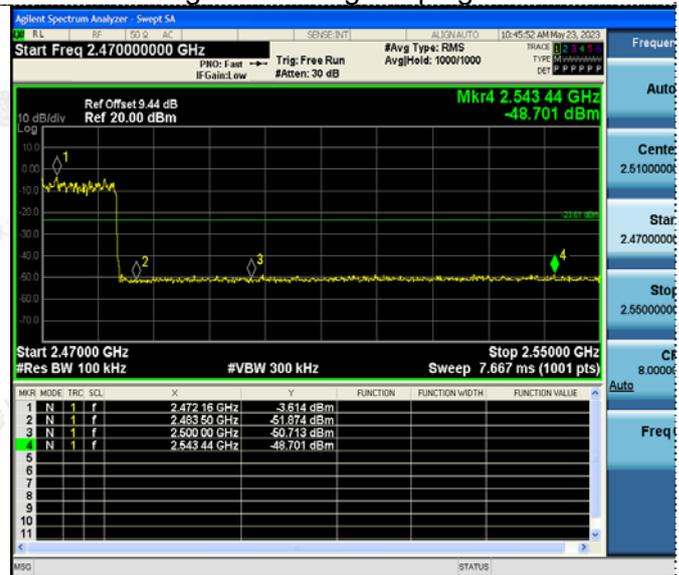 Agilent Spectrum Analyzer - Swept SA
RL RF 50 Ω AC SENSE:INT ALIGNAUTO 10:45:52 AM May 23, 2023
Start Freq 2.470000000 GHz
PNO: Fast
IFGain:Low
Trig: Free Run
#Atten: 30 dB
#Avg Type: RMS
Avg|Hold: 1000/1000
TRACE 1 2 3 4 5 6
TYPE M
DET P P P P P P
Ref Offset 9.44 dB
Ref 20.00 dBm
10 dB/div
Log
Mkr4 2.543 44 GHz
-48.701 dBm
10.0
0.00
-10.0
-20.0
-30.0
-40.0
-50.0
-60.0
-70.0
1
2
3
4
-23.61 dBm
Start 2.47000 GHz
#Res BW 100 kHz
#VBW 300 kHz
Stop 2.55000 GHz
Sweep 7.667 ms (1001 pts)
MKR MODE TRC SCL X Y FUNCTION FUNCTION WIDTH FUNCTION VALUE
1 N 1 f 2.472 16 GHz -3.614 dBm
2 N 1 f 2.483 50 GHz -51.874 dBm
3 N 1 f 2.500 00 GHz -50.713 dBm
4 N 1 f 2.543 44 GHz -48.701 dBm
5
6
7
8
9
10
11
MSG STATUS
Frequen
Auto
Cente
2.51000000
Star
2.47000000
Stop
2.55000000
CF
8.00000
Auto
Freq